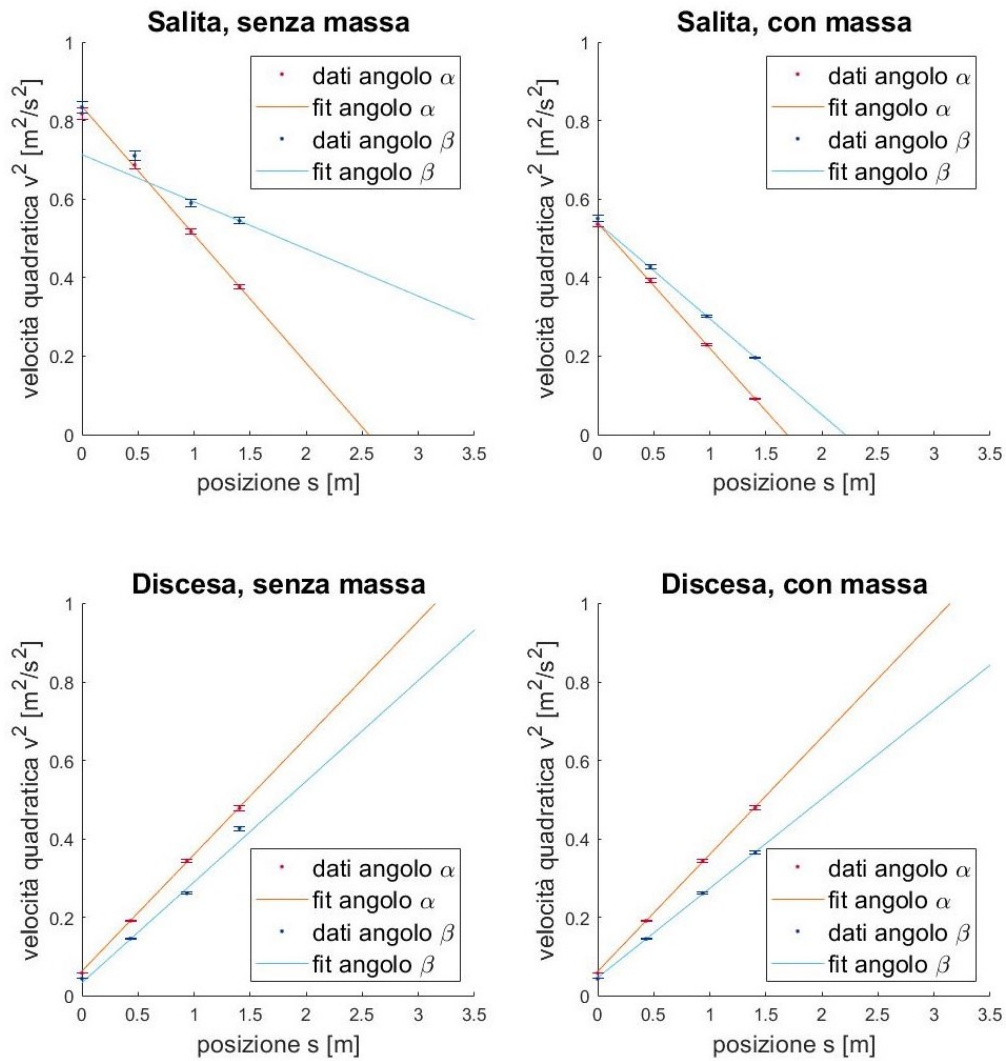 Salita, senza massa
velocità quadratica v² [m²/s²]
1
0.8
0.6
0.4
0.2
0
0 0.5 1 1.5 2 2.5 3 3.5
posizione s [m]
dati angolo α
fit angolo α
dati angolo β
fit angolo β
Salita, con massa
velocità quadratica v² [m²/s²]
1
0.8
0.6
0.4
0.2
0
0 0.5 1 1.5 2 2.5 3 3.5
posizione s [m]
dati angolo α
fit angolo α
dati angolo β
fit angolo β
Discesa, senza massa
velocità quadratica v² [m²/s²]
1
0.8
0.6
0.4
0.2
0
0 0.5 1 1.5 2 2.5 3 3.5
posizione s [m]
dati angolo α
fit angolo α
dati angolo β
fit angolo β
Discesa, con massa
velocità quadratica v² [m²/s²]
1
0.8
0.6
0.4
0.2
0
0 0.5 1 1.5 2 2.5 3 3.5
posizione s [m]
dati angolo α
fit angolo α
dati angolo β
fit angolo β